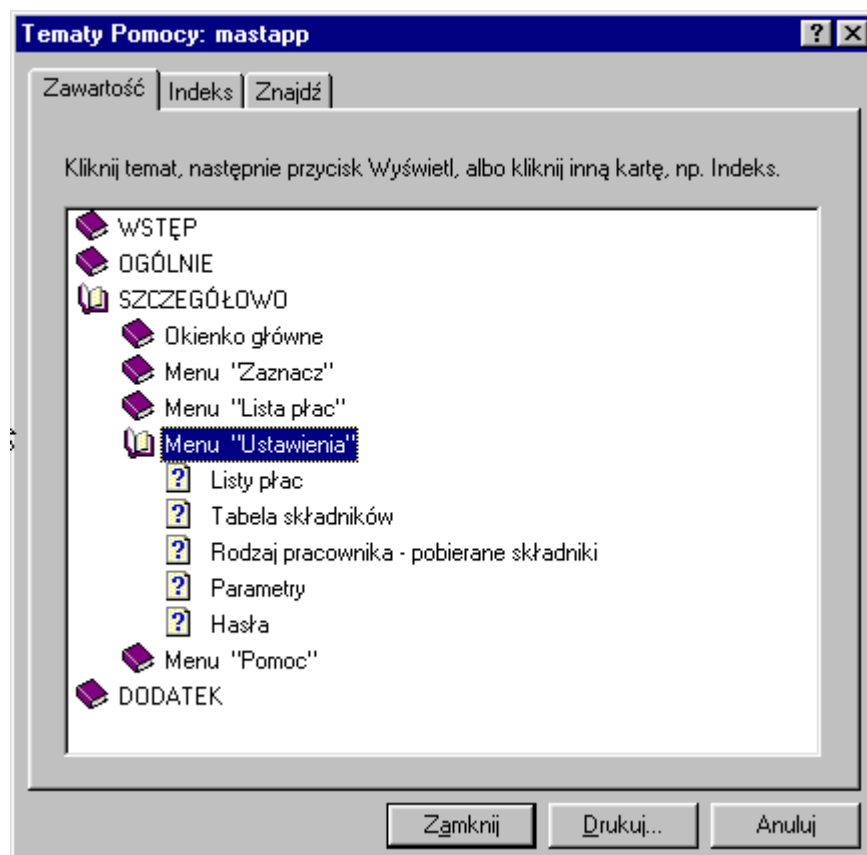 Tematy Pomocy: mastapp
Zawartość Indeks Znajdź
Kliknij temat, następnie przycisk Wyświetl, albo kliknij inną kartę, np. Indeks.
WSTĘP
OGÓLNIE
SZCZEGÓŁOWO
Okienko główne
Menu "Zaznacz"
Menu "Lista płac"
Menu "Ustawienia"
Listy płac
Tabela składników
Rodzaj pracownika - pobierane składniki
Parametry
Hasła
Menu "Pomoc"
DODATEK
Zamknij Drukuj... Anuluj